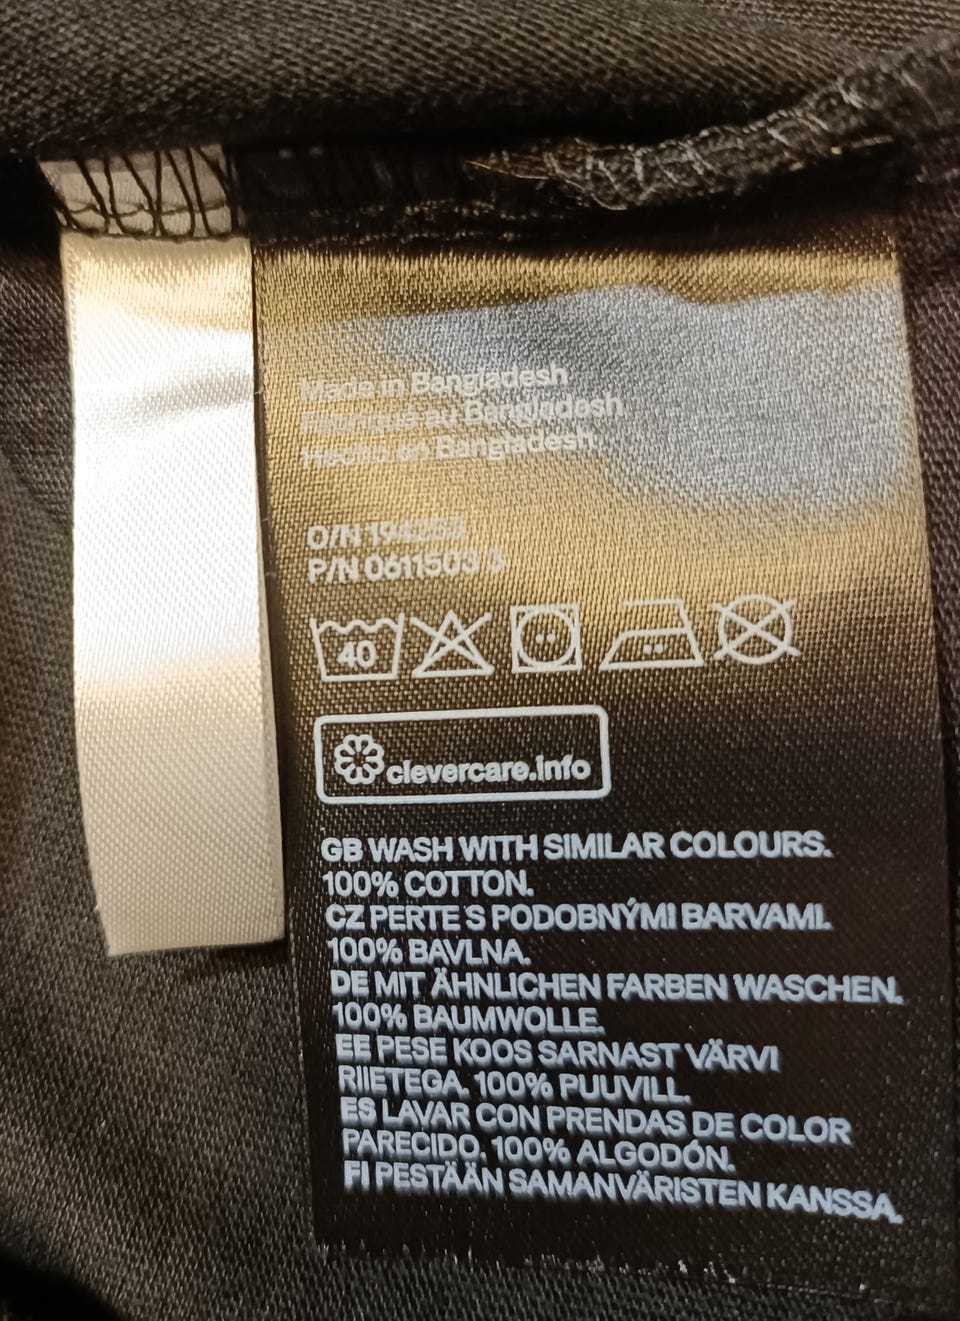 Made in Bangladesh
Fabriqué au Bangladesh
Hecho en Bangladesh
O/N
P/N 0611503 3
40
clevercare.info
GB WASH WITH SIMILAR COLOURS.
100% COTTON.
CZ PERTE S PODOBNÝMI BARVAMI.
100% BAVLNA.
DE MIT ÄHNLICHEN FARBEN WASCHEN.
100% BAUMWOLLE.
EE PESE KOOS SARNAST VÄRVI
RIIETEGA. 100% PUUVILL.
ES LAVAR CON PRENDAS DE COLOR
PARECIDO. 100% ALGODÓN.
FI PESTÄÄN SAMANVÄRISTEN KANSSA.